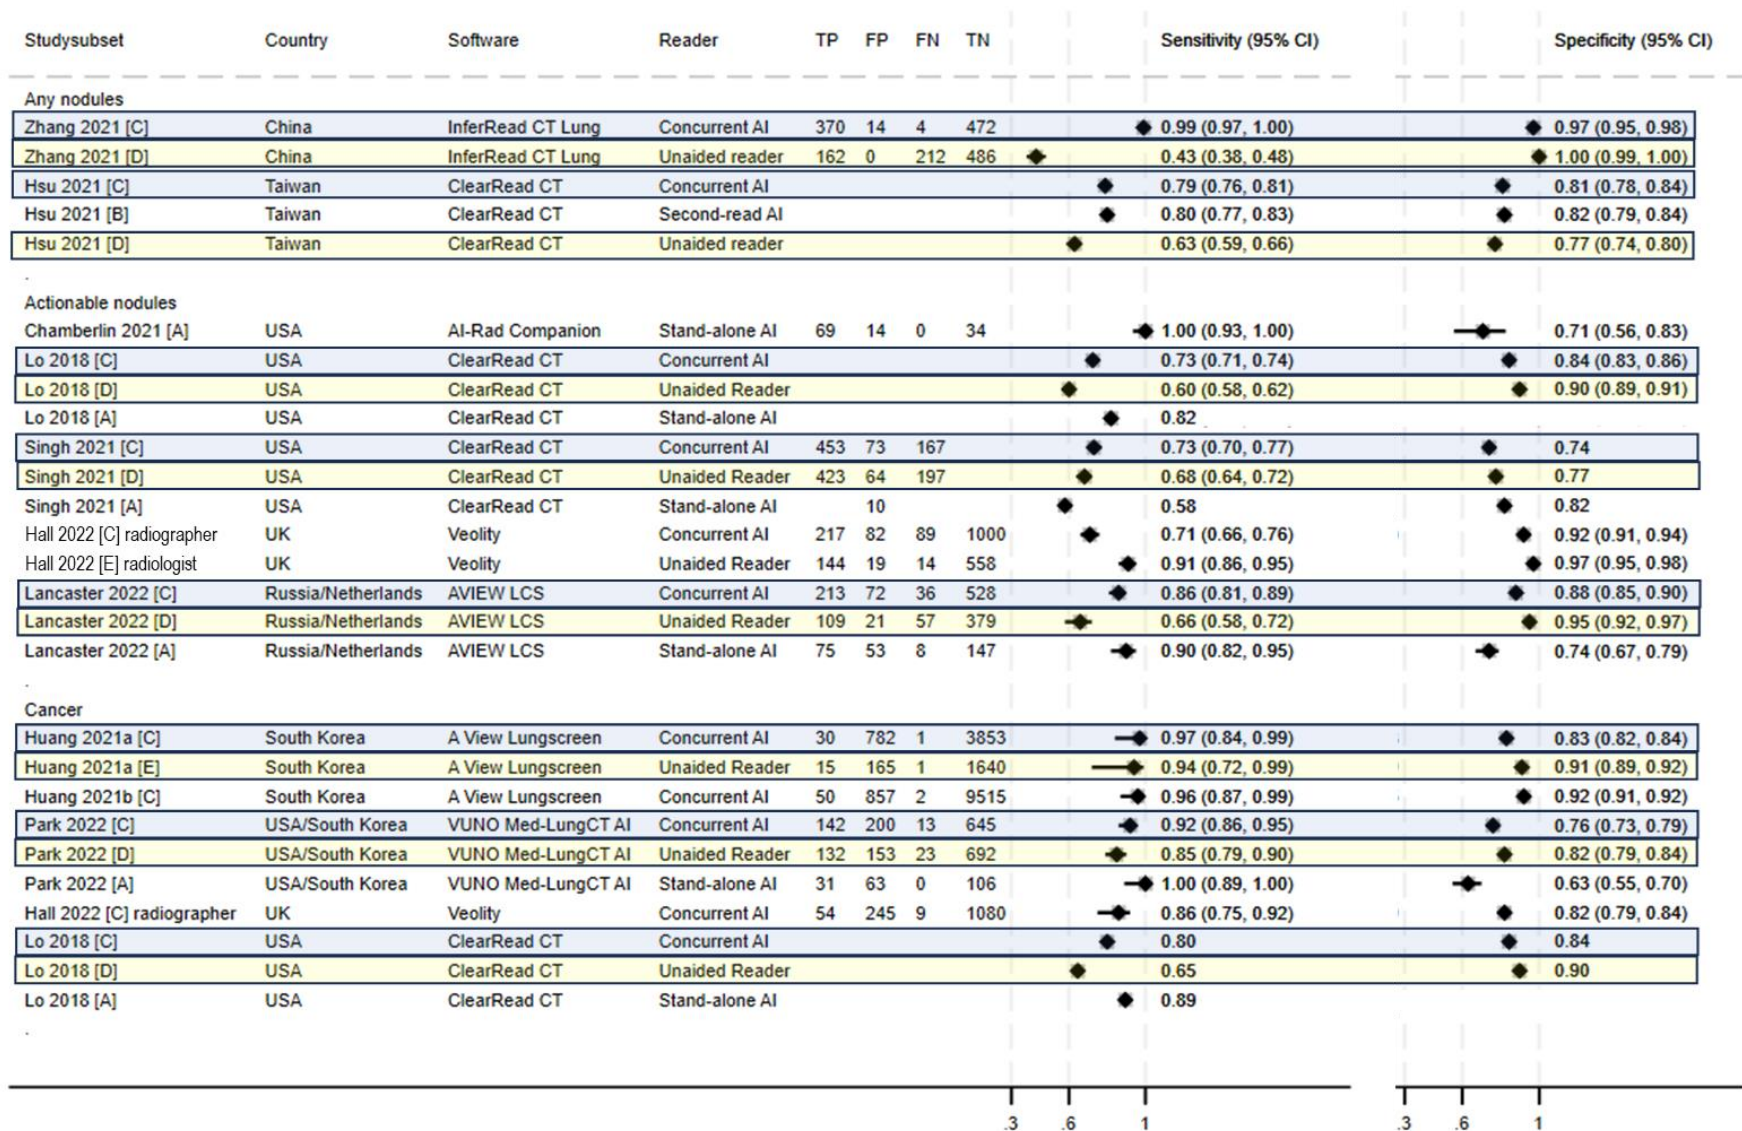 Studysubset Country Software Reader TP FP FN TN Sensitivity (95% CI) Specificity (95% CI)
Any nodules
Zhang 2021 [C] China InferRead CT Lung Concurrent AI 370 14 4 472 0.99 (0.97, 1.00) 0.97 (0.95, 0.98)
Zhang 2021 [D] China InferRead CT Lung Unaided reader 162 0 212 486 0.43 (0.38, 0.48) 1.00 (0.99, 1.00)
Hsu 2021 [C] Taiwan ClearRead CT Concurrent AI 0.79 (0.76, 0.81) 0.81 (0.78, 0.84)
Hsu 2021 [B] Taiwan ClearRead CT Second-read AI 0.80 (0.77, 0.83) 0.82 (0.79, 0.84)
Hsu 2021 [D] Taiwan ClearRead CT Unaided reader 0.63 (0.59, 0.66) 0.77 (0.74, 0.80)
.
Actionable nodules
Chamberlin 2021 [A] USA AI-Rad Companion Stand-alone AI 69 14 0 34 1.00 (0.93, 1.00) 0.71 (0.56, 0.83)
Lo 2018 [C] USA ClearRead CT Concurrent AI 0.73 (0.71, 0.74) 0.84 (0.83, 0.86)
Lo 2018 [D] USA ClearRead CT Unaided Reader 0.60 (0.58, 0.62) 0.90 (0.89, 0.91)
Lo 2018 [A] USA ClearRead CT Stand-alone AI 0.82
Singh 2021 [C] USA ClearRead CT Concurrent AI 453 73 167 0.73 (0.70, 0.77) 0.74
Singh 2021 [D] USA ClearRead CT Unaided Reader 423 64 197 0.68 (0.64, 0.72) 0.77
Singh 2021 [A] USA ClearRead CT Stand-alone AI 10 0.58 0.82
Hall 2022 [C] radiographer UK Veolity Concurrent AI 217 82 89 1000 0.71 (0.66, 0.76) 0.92 (0.91, 0.94)
Hall 2022 [E] radiologist UK Veolity Unaided Reader 144 19 14 558 0.91 (0.86, 0.95) 0.97 (0.95, 0.98)
Lancaster 2022 [C] Russia/Netherlands AVIEW LCS Concurrent AI 213 72 36 528 0.86 (0.81, 0.89) 0.88 (0.85, 0.90)
Lancaster 2022 [D] Russia/Netherlands AVIEW LCS Unaided Reader 109 21 57 379 0.66 (0.58, 0.72) 0.95 (0.92, 0.97)
Lancaster 2022 [A] Russia/Netherlands AVIEW LCS Stand-alone AI 75 53 8 147 0.90 (0.82, 0.95) 0.74 (0.67, 0.79)
.
Cancer
Huang 2021a [C] South Korea A View Lungscreen Concurrent AI 30 782 1 3853 0.97 (0.84, 0.99) 0.83 (0.82, 0.84)
Huang 2021a [E] South Korea A View Lungscreen Unaided Reader 15 165 1 1640 0.94 (0.72, 0.99) 0.91 (0.89, 0.92)
Huang 2021b [C] South Korea A View Lungscreen Concurrent AI 50 857 2 9515 0.96 (0.87, 0.99) 0.92 (0.91, 0.92)
Park 2022 [C] USA/South Korea VUNO Med-LungCT AI Concurrent AI 142 200 13 645 0.92 (0.86, 0.95) 0.76 (0.73, 0.79)
Park 2022 [D] USA/South Korea VUNO Med-LungCT AI Unaided Reader 132 153 23 692 0.85 (0.79, 0.90) 0.82 (0.79, 0.84)
Park 2022 [A] USA/South Korea VUNO Med-LungCT AI Stand-alone AI 31 63 0 106 1.00 (0.89, 1.00) 0.63 (0.55, 0.70)
Hall 2022 [C] radiographer UK Veolity Concurrent AI 54 245 9 1080 0.86 (0.75, 0.92) 0.82 (0.79, 0.84)
Lo 2018 [C] USA ClearRead CT Concurrent AI 0.80 0.84
Lo 2018 [D] USA ClearRead CT Unaided Reader 0.65 0.90
Lo 2018 [A] USA ClearRead CT Stand-alone AI 0.89
.
.3 .6 1 .3 .6 1